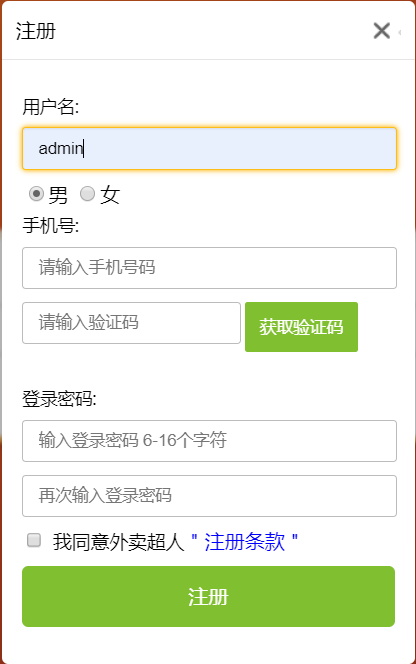 注册
用户名:
admin
男 女
手机号:
请输入手机号码
请输入验证码 获取验证码
登录密码:
输入登录密码 6-16个字符
再次输入登录密码
我同意外卖超人 " 注册条款 "
注册